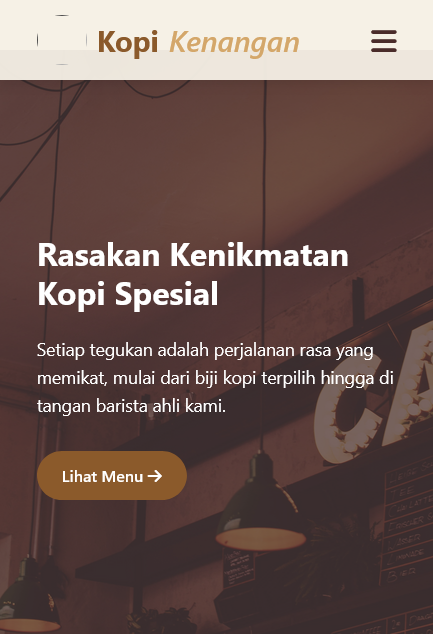 Kopi Kenangan
Rasakan Kenikmatan
Kopi Spesial
Setiap tegukan adalah perjalanan rasa yang
memikat, mulai dari biji kopi terpilih hingga di
tangan barista ahli kami.
Lihat Menu →
CA